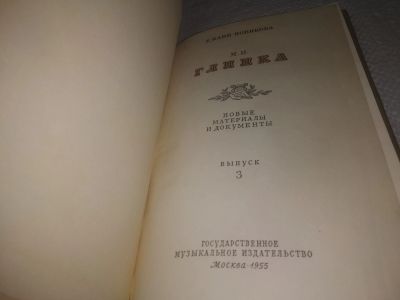 Е. КАНН-НОВИКОВА
М. И.
ГЛИНКА
НОВЫЕ
МАТЕРИАЛЫ
И ДОКУМЕНТЫ
ВЫПУСК
3
ГОСУДАРСТВЕННОЕ
МУЗЫКАЛЬНОЕ ИЗДАТЕЛЬСТВО
Москва-1955